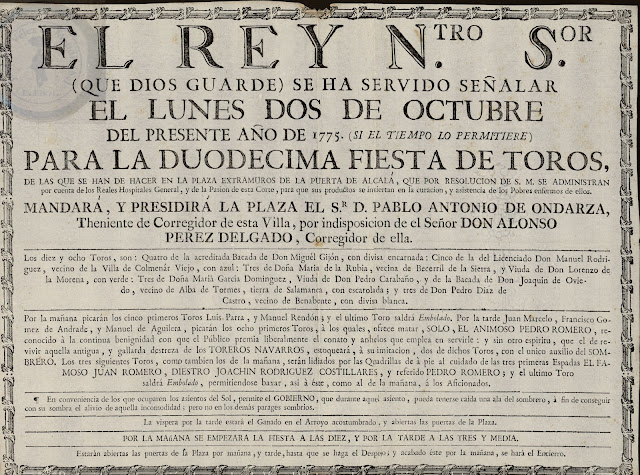 EL REY N.TRO S.OR
(QUE DIOS GUARDE) SE HA SERVIDO SEÑALAR
EL LUNES DOS DE OCTUBRE
DEL PRESENTE AÑO DE 1775. (SI EL TIEMPO LO PERMITIERE)
PARA LA DUODECIMA FIESTA DE TOROS,
DE LAS QUE SE HAN DE HACER EN LA PLAZA EXTRAMUROS DE LA PUERTA DE ALCALÁ, QUE POR RESOLUCION DE S. M. SE ADMINISTRAN
por cuenta de los Reales Hospitales General, y de la Pasion de esta Corte, para que sus productos se inviertan en la curacion, y asistencia de los Pobres enfermos de ellos.
MANDARÁ, Y PRESIDIRÁ LA PLAZA EL S.R D. PABLO ANTONIO DE ONDARZA,
Theniente de Corregidor de esta Villa, por indisposicion de el Señor DON ALONSO
PEREZ DELGADO, Corregidor de ella.
Los diez y ocho Toros, son: Quatro de la acreditada Bacada de Don Miguél Gijón, con divisa encarnada: Cinco de la del Licenciado Don Manuel Rodri-
guez, vecino de la Villa de Colmenár Viejo, con azul: Tres de Doña Maria de la Rubia, vecina de Becerril de la Sierra, y Viuda de Don Lorenzo de
la Morena, con verde: Tres de Doña María Garcia Dominguez, Viuda de Don Pedro Carabaño, y de la Bacada de Don Joaquin de Ovie-
do, vecino de Alba de Tormes, tierra de Salamanca, con escarolada; y tres de Don Pedro Diaz de
Castro, vecino de Benabente, con divisa blanca.
Por la mañana picarán los cinco primeros Toros Luis Parra, y Manuel Rendón; y el ultimo Toro saldrá Embolado. Por la tarde Juan Marcelo, Francisco Go-
mez de Andrade, y Manuel de Aguilera, picarán los ocho primeros Toros, á los quales, ofrece matar, SOLO, EL ANIMOSO PEDRO ROMERO, re-
conocido á la continua benignidad con que el Público premia liberalmente el conato y anhelos que emplea en servirle: y sin otro espiritu, que el de re-
vivir aquella antigua, y gallarda destreza de los TOREROS NAVARROS, estoqueará, á su imitacion, dos de dichos Toros, con el unico auxilio del SOM-
BRERO. Los tres siguientes Toros, como tambien los de la mañana, serán lidiados por las Quadrillas de á pie al cuidado de las tres primeras Espadas EL FA-
MOSO JUAN ROMERO, DIESTRO JOACHIN RODRIGUEZ COSTILLARES, y referido PEDRO ROMERO; y el ultimo Toro
saldrá Embolado, permitiendose bayar, asi á éste, como al de la mañana, á los Aficionados.
¶ En conveniencia de los que ocuparen los asientos del Sol, permite el GOBIERNO, que durante aquel asiento, pueda tenerse caida una ala del sombrero, á fin de conseguir
con su sombra el alivio de aquella incomodidad; pero no en los demás parages sombrios.
La vispera por la tarde estará el Ganado en el Arroyo acostumbrado, y abiertas las puertas de la Plaza.
POR LA MAÑANA SE EMPEZARÁ LA FIESTA A LAS DIEZ, Y POR LA TARDE A LAS TRES Y MEDIA.
Estarán abiertas las puertas de la Plaza por mañana, y tarde, hasta que se haga el Despejo; y acabado éste por la mañana, se hará el Encierro.